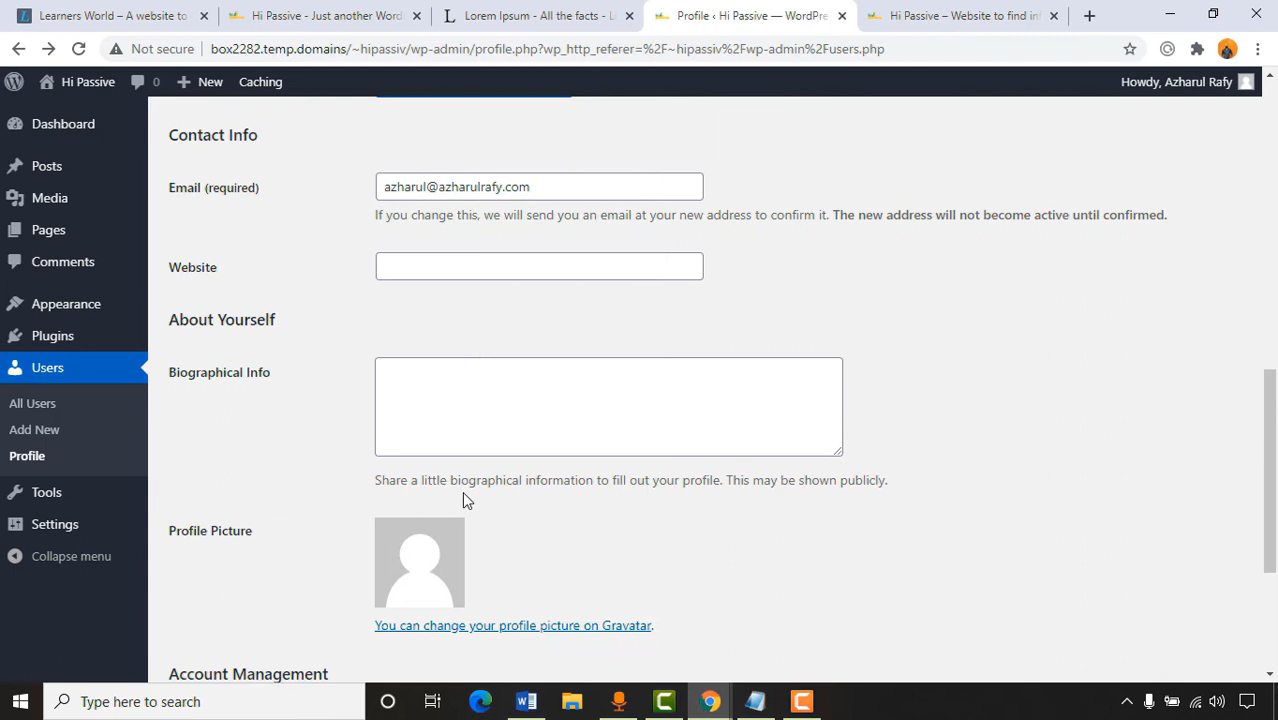 Learners World – A website to
Hi Passive - Just another Word
Lorem Ipsum - All the facts - L
Profile ‹ Hi Passive — WordPre
Hi Passive – Website to find in
Not secure
box2282.temp.domains/~hipassiv/wp-admin/profile.php?wp_http_referer=%2F~hipassiv%2Fwp-admin%2Fusers.php
Hi Passive
0
New
Caching
Howdy, Azharul Rafy
Dashboard
Posts
Media
Pages
Comments
Appearance
Plugins
Users
All Users
Add New
Profile
Tools
Settings
Collapse menu
Contact Info
Email (required)
azharul@azharulrafy.com
If you change this, we will send you an email at your new address to confirm it. The new address will not become active until confirmed.
Website
About Yourself
Biographical Info
Share a little biographical information to fill out your profile. This may be shown publicly.
Profile Picture
You can change your profile picture on Gravatar.
Account Management
Type here to search